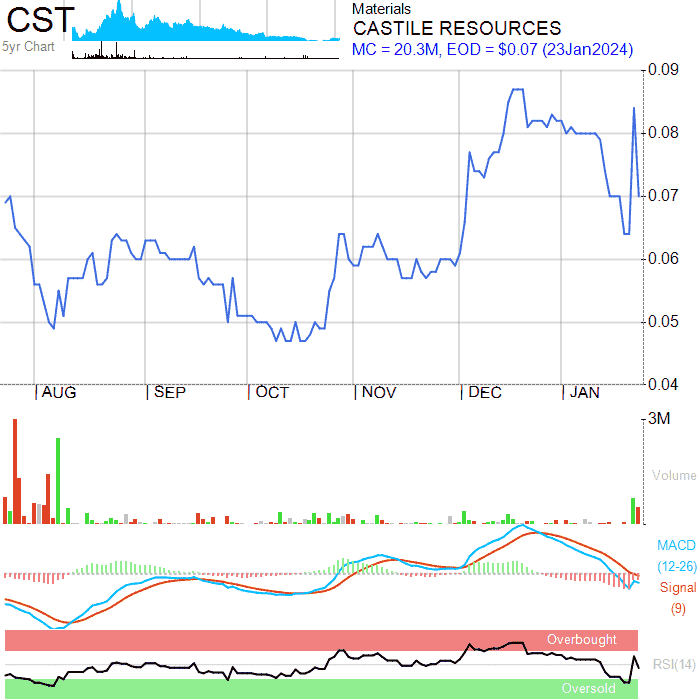 CST
5yr Chart
Materials
CASTILE RESOURCES
MC = 20.3M, EOD = $0.07 (23Jan2024)
0.09
0.08
0.07
0.06
0.05
0.04
AUG SEP OCT NOV DEC JAN
3M
Volume
MACD
(12-26)
Signal
(9)
Overbought
RSI(14)
Oversold